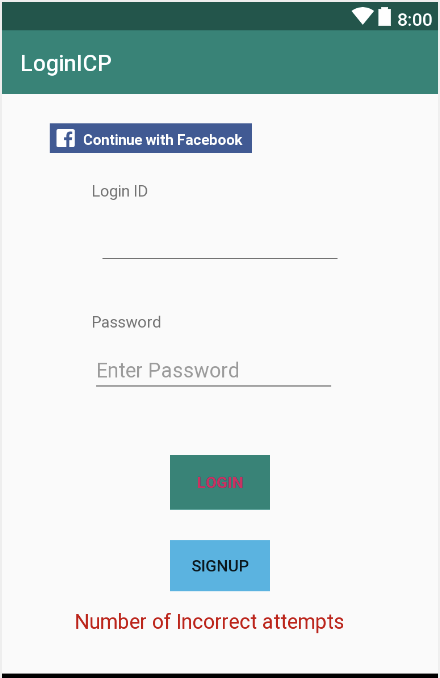 8:00
LoginICP
Continue with Facebook
Login ID
Password
Enter Password
LOGIN
SIGNUP
Number of Incorrect attempts